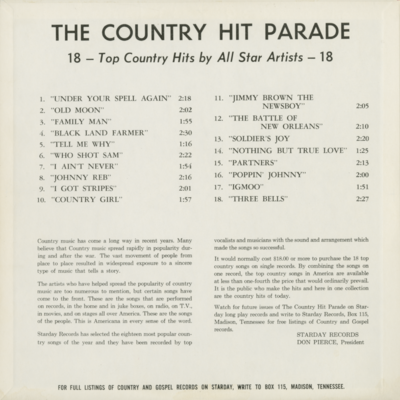 THE COUNTRY HIT PARADE
18 – Top Country Hits by All Star Artists – 18
1. "UNDER YOUR SPELL AGAIN" 2:18
2. "OLD MOON" 2:02
3. "FAMILY MAN" 1:55
4. "BLACK LAND FARMER" 2:30
5. "TELL ME WHY" 1:16
6. "WHO SHOT SAM" 2:22
7. "I AIN'T NEVER" 1:54
8. "JOHNNY REB" 2:16
9. "I GOT STRIPES" 2:01
10. "COUNTRY GIRL" 1:57
11. "JIMMY BROWN THE
NEWSBOY" 2:05
12. "THE BATTLE OF
NEW ORLEANS" 2:10
13. "SOLDIER'S JOY" 2:20
14. "NOTHING BUT TRUE LOVE" 1:25
15. "PARTNERS" 2:13
16. "POPPIN' JOHNNY" 2:00
17. "IGMOO" 1:51
18. "THREE BELLS" 2:27
Country music has come a long way in recent years. Many
believe that Country music spread rapidly in popularity dur-
ing and after the war. The vast movement of people from
place to place resulted in widespread exposure to a sincere
type of music that tells a story.
The artists who have helped spread the popularity of country
music are too numerous to mention, but certain songs have
come to the front. These are the songs that are performed
on records, in the home and in juke boxes, on radio, on T.V.,
in movies, and on stages all over America. These are the songs
of the people. This is Americana in every sense of the word.
Starday Records has selected the eighteen most popular coun-
try songs of the year and they have been recorded by top
vocalists and musicians with the sound and arrangement which
made the songs so successful.
It would normally cost $18.00 or more to purchase the 18 top
country songs on single records. By combining the songs on
one record, the top country songs in America are available
at less than one-fourth the price that would ordinarily prevail.
It is the public who make the hits and here in one collection
are the country hits of today.
Watch for future issues of The Country Hit Parade on Star-
day long play records and write to Starday Records, Box 115,
Madison, Tennessee for free listings of Country and Gospel
records.
STARDAY RECORDS
DON PIERCE, President
FOR FULL LISTINGS OF COUNTRY AND GOSPEL RECORDS ON STARDAY, WRITE TO BOX 115, MADISON, TENNESSEE.